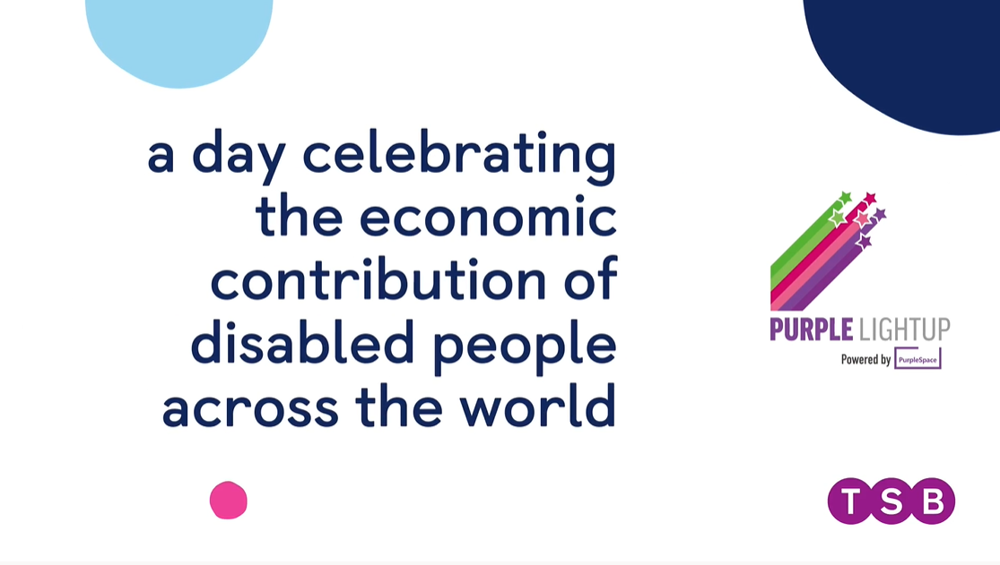 a day celebrating
the economic
contribution of
disabled people
across the world
PURPLE LIGHTUP
Powered by PurpleSpace
TSB